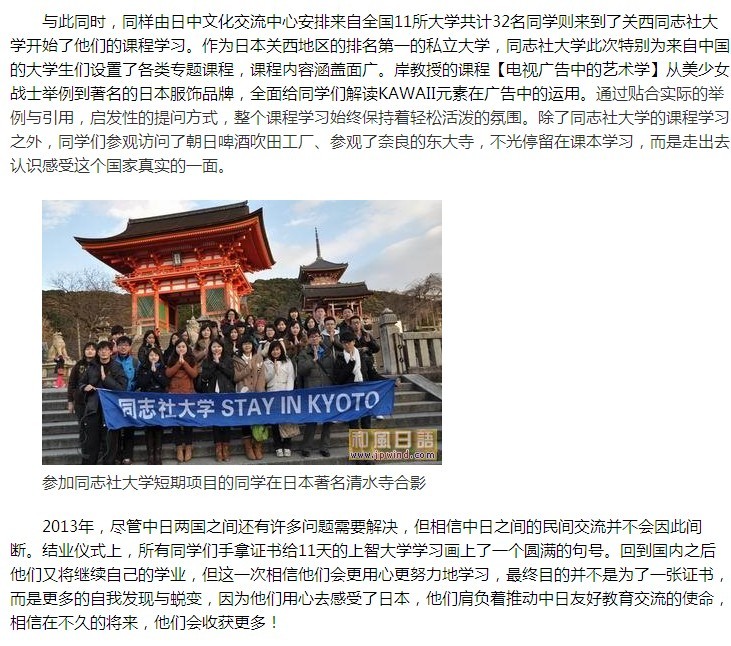 与此同时，同样由日中文化交流中心安排来自全国11所大学共计32名同学则来到了关西同志社大
学开始了他们的课程学习。作为日本关西地区的排名第一的私立大学，同志社大学此次特别为来自中国
的大学生们设置了各类专题课程，课程内容涵盖面广。岸教授的课程【电视广告中的艺术学】从美少女
战士举例到著名的日本服饰品牌，全面给同学们解读KAWAII元素在广告中的运用。通过贴合实际的举
例与引用，启发性的提问方式，整个课程学习始终保持着轻松活泼的氛围。除了同志社大学的课程学习
之外，同学们参观访问了朝日啤酒吹田工厂、参观了奈良的东大寺，不光停留在课本学习，而是走出去
认识感受这个国家真实的一面。
同志社大学 STAY IN KYOTO
和風日語
www.jpwind.com
参加同志社大学短期项目的同学在日本著名清水寺合影
2013年，尽管中日两国之间还有许多问题需要解决，但相信中日之间的民间交流并不会因此间
断。结业仪式上，所有同学们手拿证书给11天的上智大学学习画上了一个圆满的句号。回到国内之后
他们又将继续自己的学业，但这一次相信他们会更用心更努力地学习，最终目的并不是为了一张证书，
而是更多的自我发现与蜕变，因为他们用心去感受了日本，他们肩负着推动中日友好教育交流的使命，
相信在不久的将来，他们会收获更多！